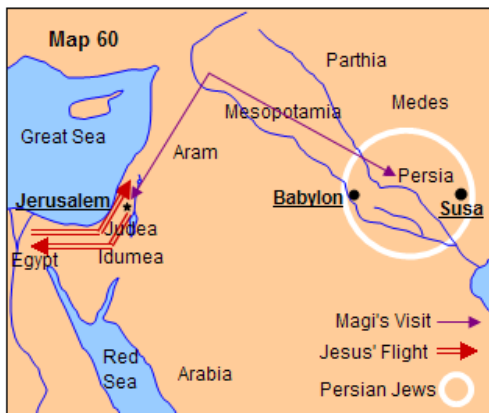 Map 60
Parthia
Medes
Mesopotamia
Great Sea
Aram
Persia
Jerusalem
Babylon
Susa
Judea
Egypt
Idumea
Magi's Visit
Jesus' Flight
Red
Sea
Arabia
Persian Jews